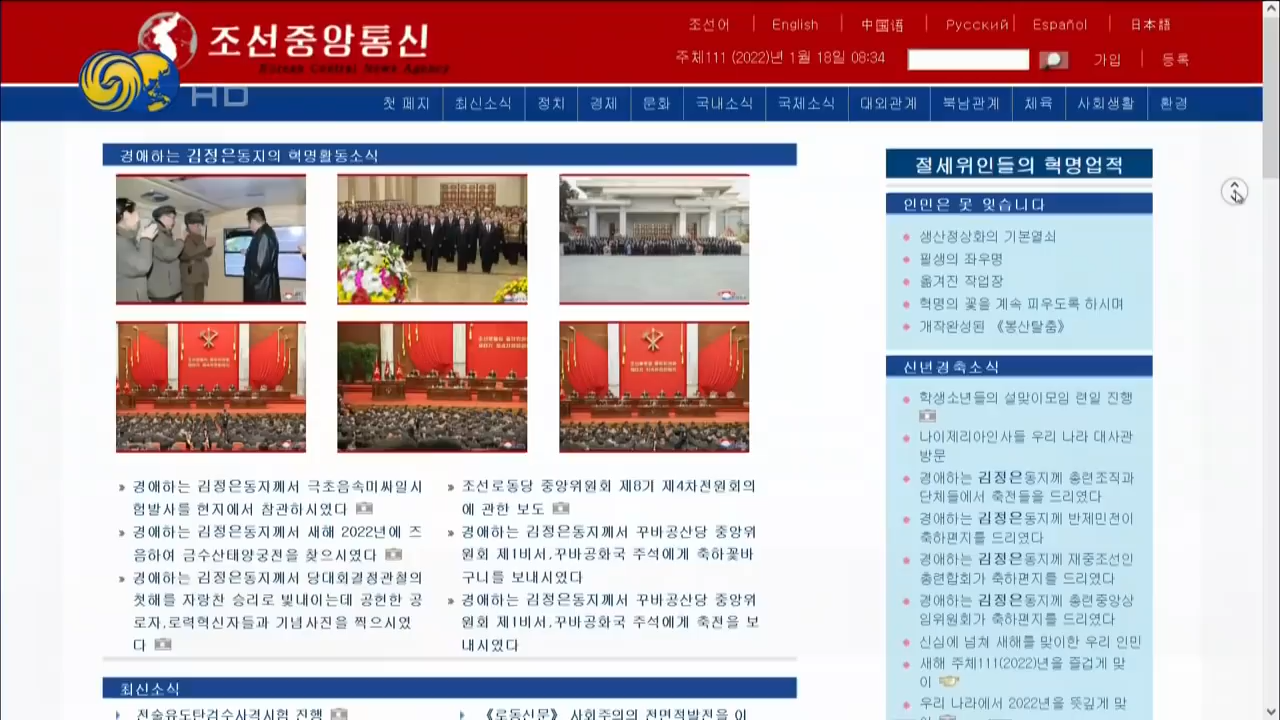 조선어 English 中国语 Русский Español 日本語
조선중앙통신
Korean Central News Agency
주체111 (2022)년 1월 18일 08:34 가입 등록
HD
첫 페지 최신소식 정치 경제 문화 국내소식 국제소식 대외관계 북남관계 체육 사회생활 환경
경애하는 김정은동지의 혁명활동소식
경애하는 김정은동지께서 극초음속미싸일시
험발사를 현지에서 참관하시였다
경애하는 김정은동지께서 새해 2022년에 즈
음하여 금수산태양궁전을 찾으시였다
경애하는 김정은동지께서 당대회결정관철의
첫해를 자랑찬 승리로 빛내이는데 공헌한 공
로자,로력혁신자들과 기념사진을 찍으시였
다
조선로동당 중앙위원회 제8기 제4차전원회의
에 관한 보도
경애하는 김정은동지께서 꾸바공산당 중앙위
원회 제1비서,꾸바공화국 주석에게 축하꽃바
구니를 보내시였다
경애하는 김정은동지께서 꾸바공산당 중앙위
원회 제1비서,꾸바공화국 주석에게 축전을 보
내시였다
최신소식
전술유도탄검수사격시험 진행
《로동신문》 사회주의의 전면적발전을 이
절세위인들의 혁명업적
인민은 못 잊습니다
생산정상화의 기본열쇠
필생의 좌우명
옮겨진 작업장
혁명의 꽃을 계속 피우도록 하시며
개작완성된 《봉산탈춤》
신년경축소식
학생소년들의 설맞이모임 련일 진행
나이제리아인사들 우리 나라 대사관
방문
경애하는 김정은동지께 총련조직과
단체들에서 축전들을 드리였다
경애하는 김정은동지께 반제민전이
축하편지를 드리였다
경애하는 김정은동지께 재중조선인
총련합회가 축하편지를 드리였다
경애하는 김정은동지께 총련중앙상
임위원회가 축하편지를 드리였다
신심에 넘쳐 새해를 맞이한 우리 인민
새해 주체111(2022)년을 즐겁게 맞
이
우리 나라에서 2022년을 뜻깊게 맞